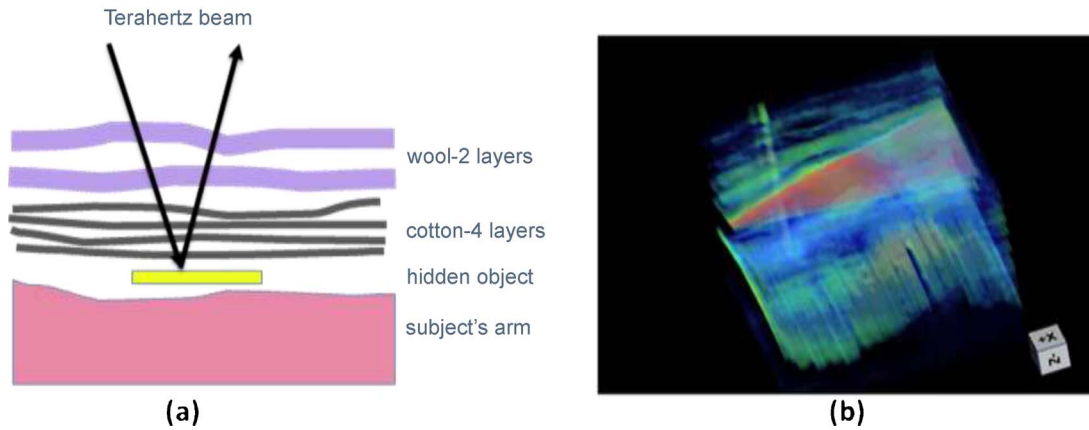 Terahertz beam
wool-2 layers
cotton-4 layers
hidden object
subject's arm
(a)
(b)
+X